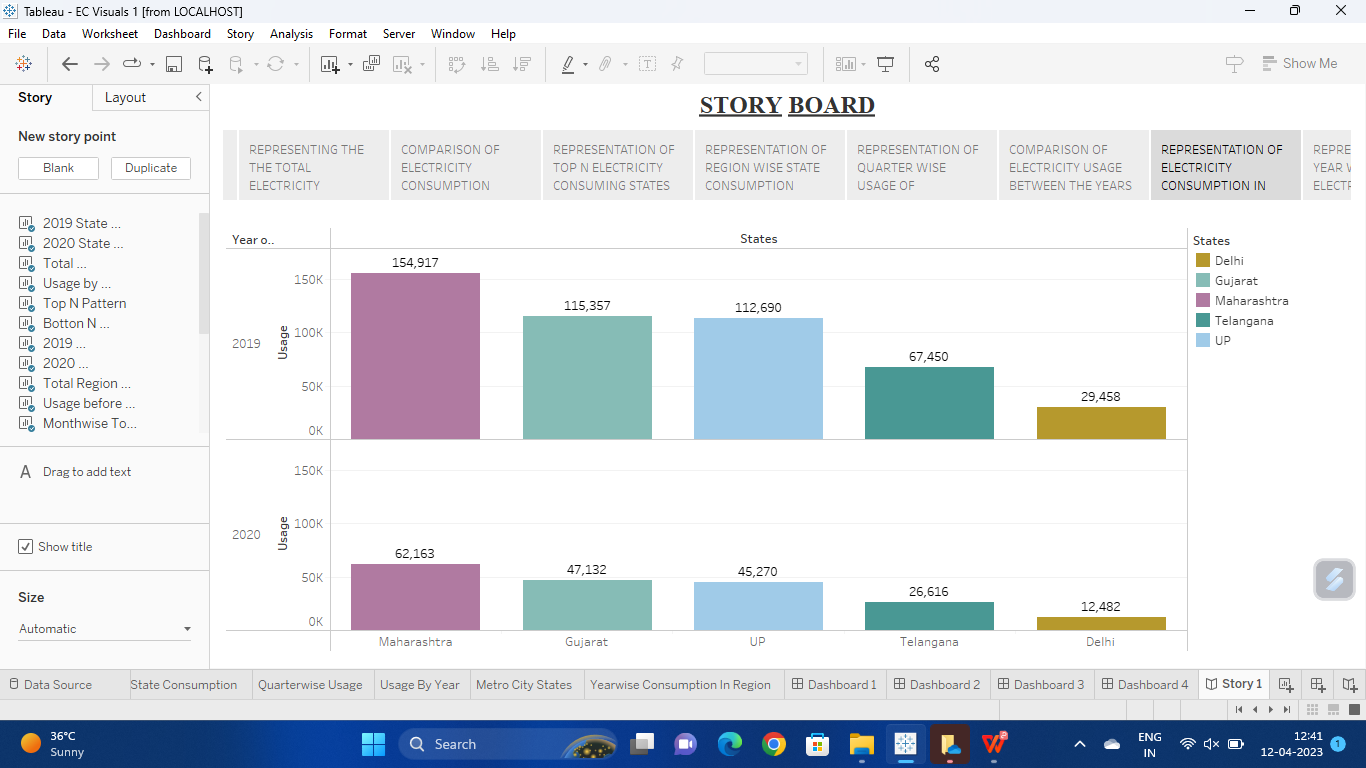 Tableau - EC Visuals 1 [from LOCALHOST]
File Data Worksheet Dashboard Story Analysis Format Server Window Help
Show Me
Story Layout
New story point
Blank Duplicate
2019 State ...
2020 State ...
Total ...
Usage by ...
Top N Pattern
Botton N ...
2019 ...
2020 ...
Total Region ...
Usage before ...
Monthwise To...
A Drag to add text
Show title
Size
Automatic
STORY BOARD
REPRESENTING THE
THE TOTAL
ELECTRICITY
COMPARISON OF
ELECTRICITY
CONSUMPTION
REPRESENTATION OF
TOP N ELECTRICITY
CONSUMING STATES
REPRESENTATION OF
REGION WISE STATE
CONSUMPTION
REPRESENTATION OF
QUARTER WISE
USAGE OF
COMPARISON OF
ELECTRICITY USAGE
BETWEEN THE YEARS
REPRESENTATION OF
ELECTRICITY
CONSUMPTION IN
REPRE
YEAR
ELECTR
Year o.. States
2019
Usage
150K
100K
50K
0K
154,917
115,357
112,690
67,450
29,458
2020
Usage
150K
100K
50K
0K
62,163
47,132
45,270
26,616
12,482
Maharashtra Gujarat UP Telangana Delhi
States
Delhi
Gujarat
Maharashtra
Telangana
UP
Data Source State Consumption Quarterwise Usage Usage By Year Metro City States Yearwise Consumption In Region Dashboard 1 Dashboard 2 Dashboard 3 Dashboard 4 Story 1
36°C
Sunny
Search
ENG
IN
12:41
12-04-2023
1